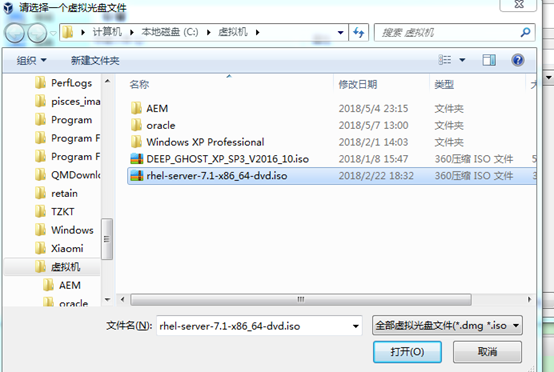 请选择一个虚拟光盘文件
计算机 ▸ 本地磁盘 (C:) ▸ 虚拟机
搜索 虚拟机
组织 新建文件夹
名称 修改日期 类型
PerfLogs
pisces_ima
Program
Program F
Program F
QMDownlo
retain
TZKT
Windows
Xiaomi
虚拟机
AEM
oracle
AEM 2018/5/4 23:15 文件夹
oracle 2018/5/7 13:00 文件夹
Windows XP Professional 2018/2/1 14:03 文件夹
DEEP_GHOST_XP_SP3_V2016_10.iso 2018/1/8 15:47 360压缩 ISO 文件 5
rhel-server-7.1-x86_64-dvd.iso 2018/2/22 18:32 360压缩 ISO 文件 3
文件名(N): rhel-server-7.1-x86_64-dvd.iso 全部虚拟光盘文件(*.dmg *.iso
打开(O) 取消